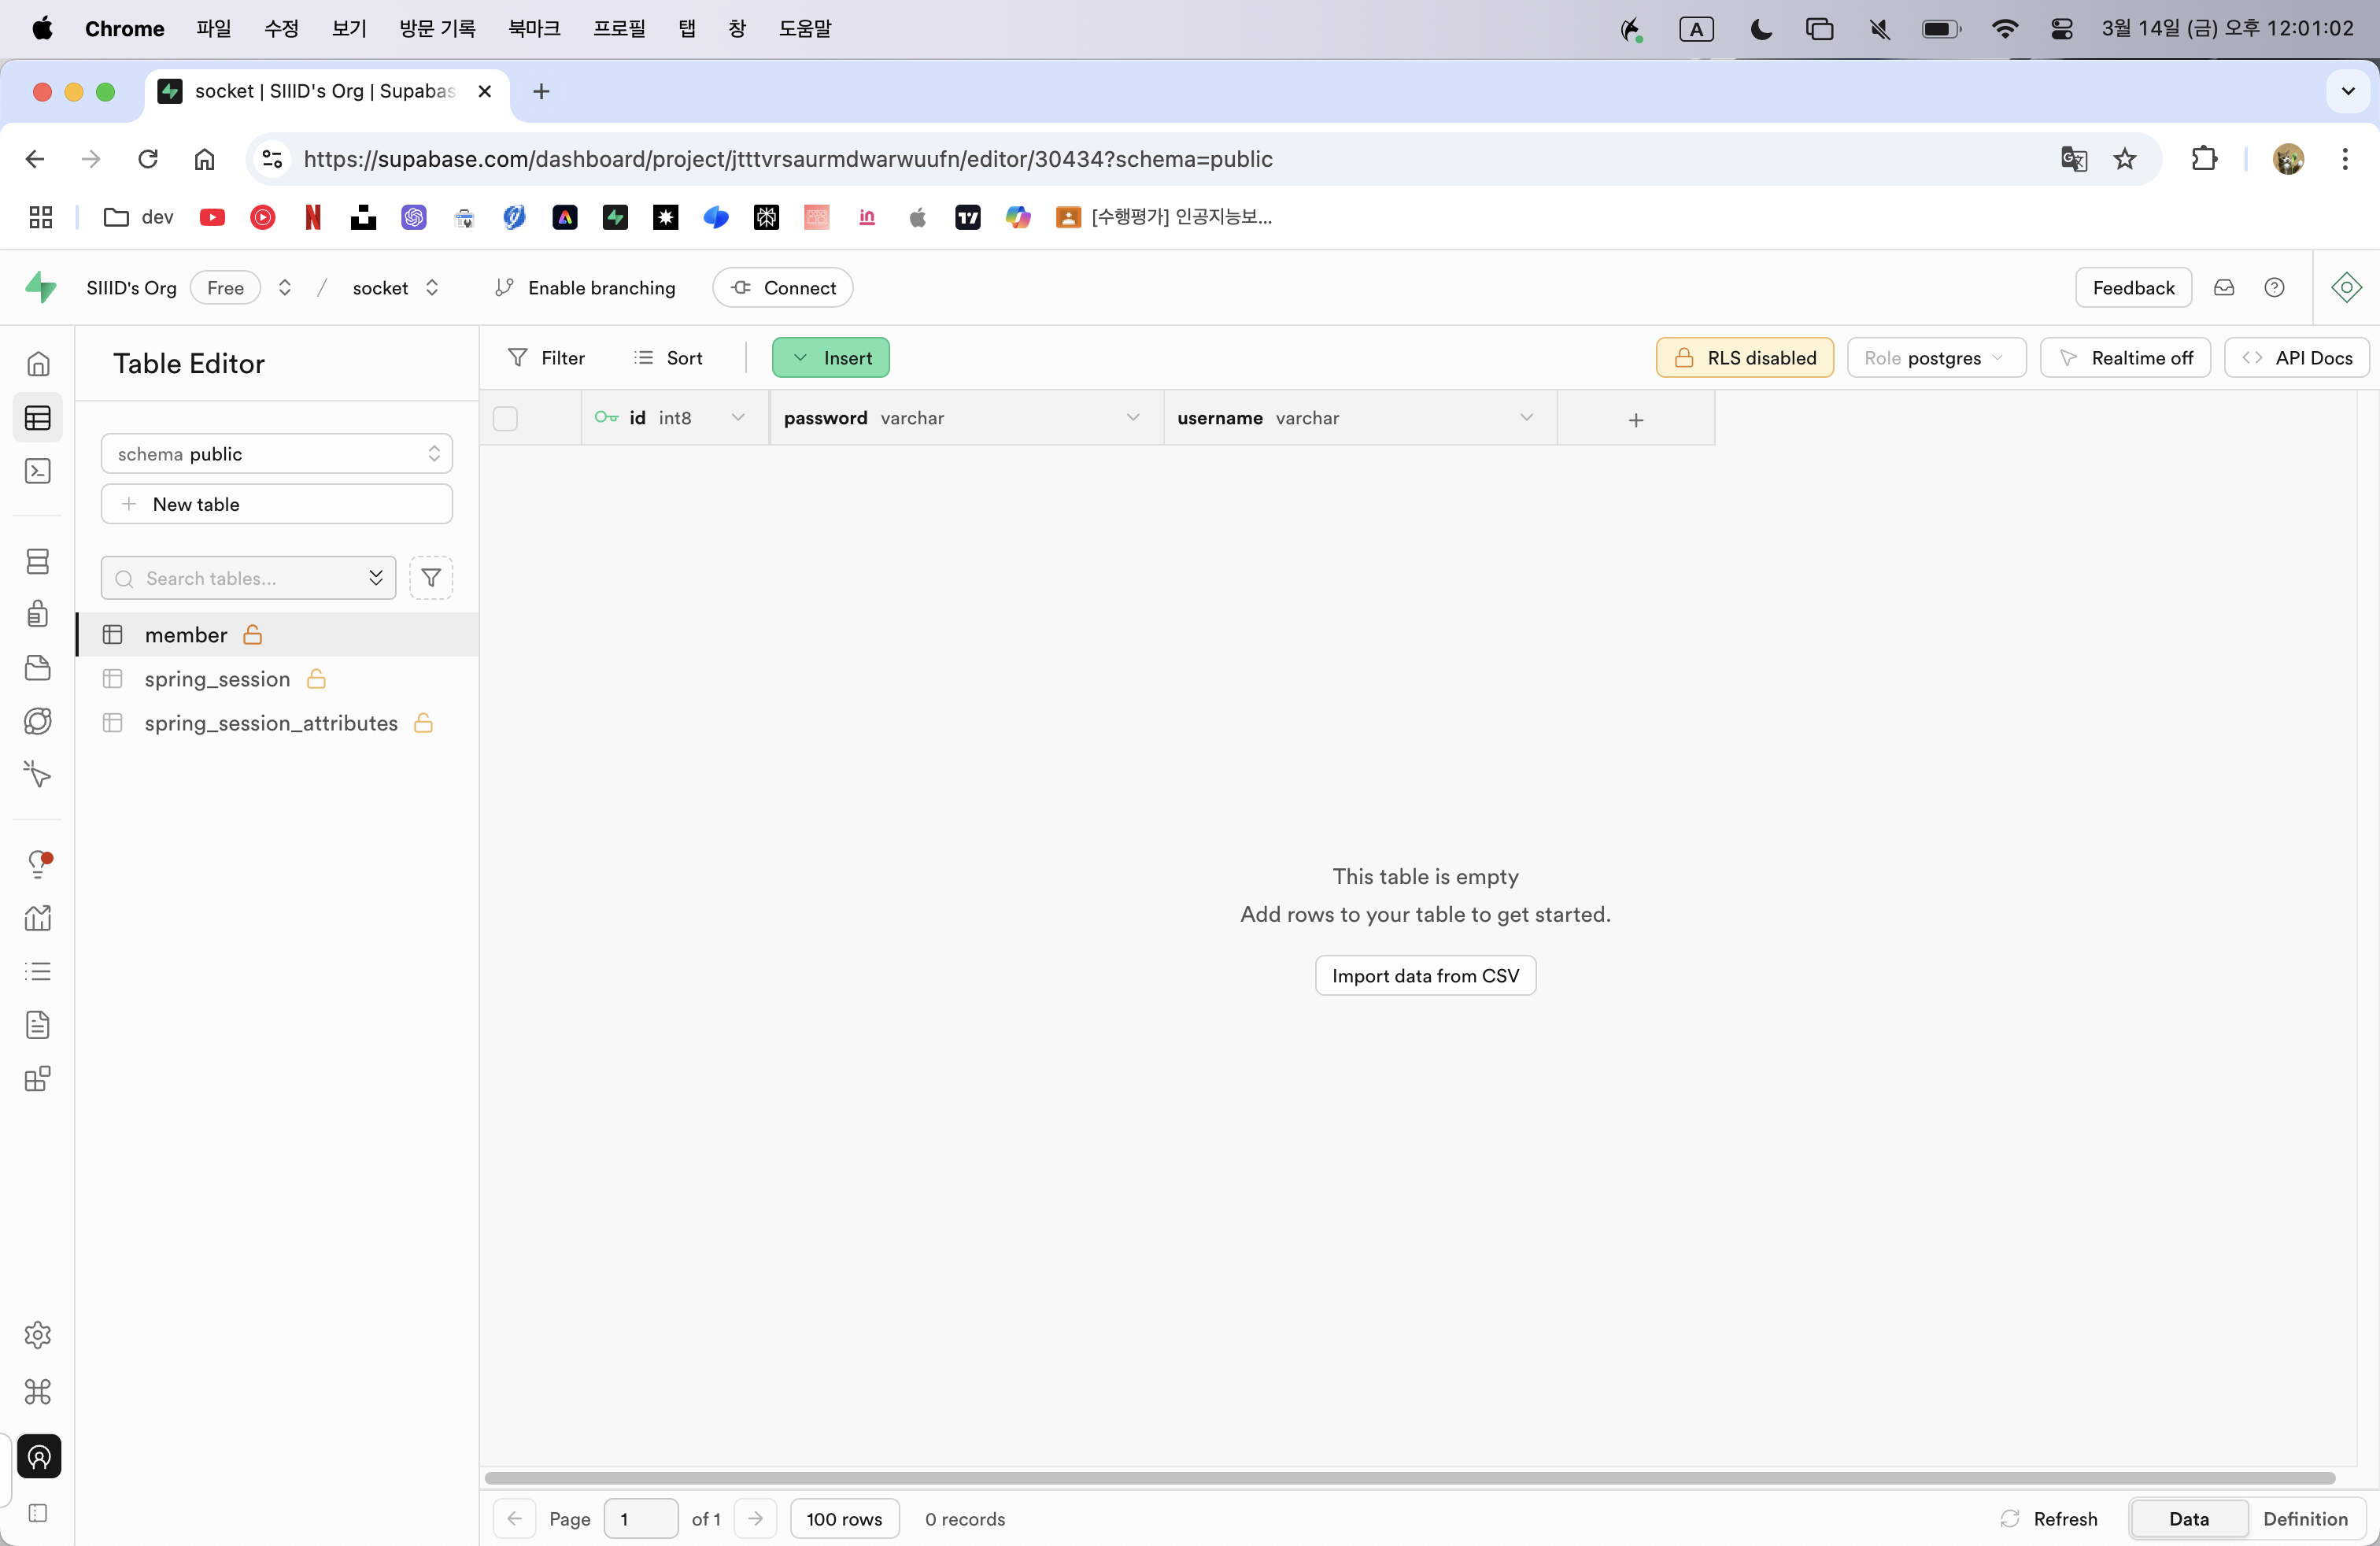 Chrome 파일 수정 보기 방문 기록 북마크 프로필 탭 창 도움말 A 3월 14일 (금) 오후 12:01:02
socket | SIIID's Org | Supabas
https://supabase.com/dashboard/project/jtttvrsaurmdwarwuufn/editor/30434?schema=public
dev [수행평가] 인공지능보...
SIIID's Org Free / socket Enable branching Connect Feedback
Table Editor
Filter Sort Insert RLS disabled Role postgres Realtime off API Docs
id int8 password varchar username varchar
schema public
New table
Search tables...
member
spring_session
spring_session_attributes
This table is empty
Add rows to your table to get started.
Import data from CSV
Page 1 of 1 100 rows 0 records Refresh Data Definition